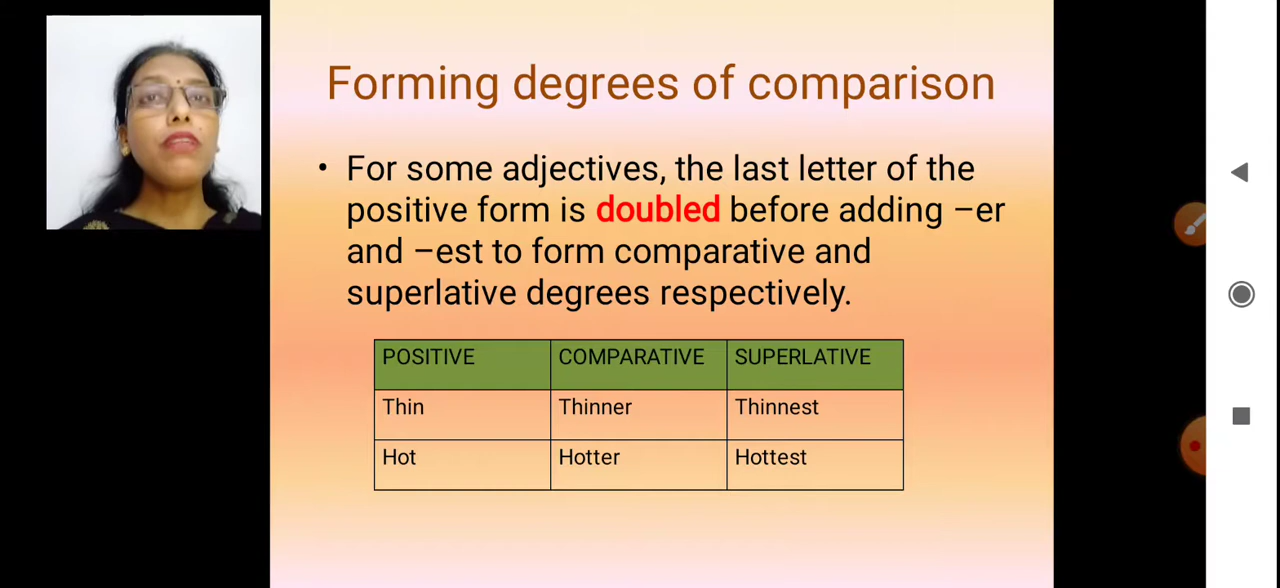 Forming degrees of comparison
• For some adjectives, the last letter of the
positive form is doubled before adding –er
and –est to form comparative and
superlative degrees respectively.
POSITIVE COMPARATIVE SUPERLATIVE
Thin Thinner Thinnest
Hot Hotter Hottest